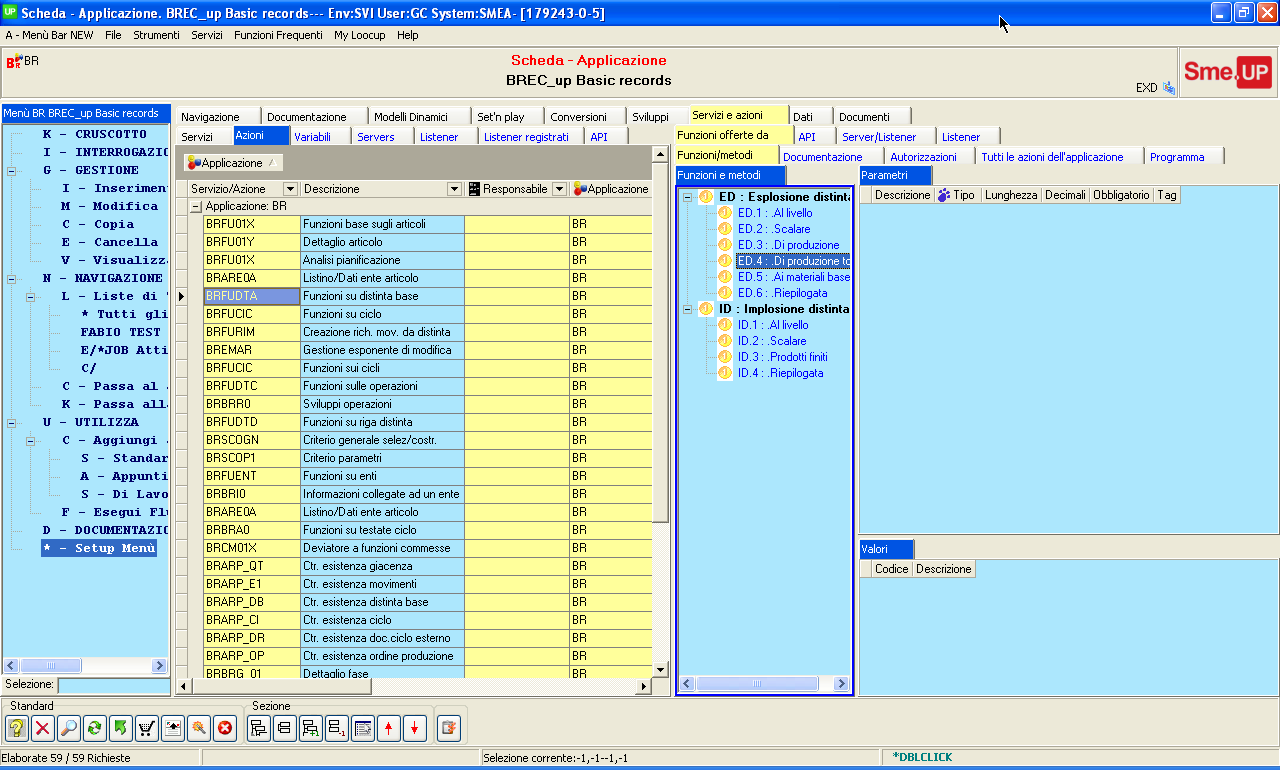 UP Scheda - Applicazione. BREC_up Basic records--- Env:SVI User:GC System:SMEA- [179243-0-5]
A - Menù Bar NEW File Strumenti Servizi Funzioni Frequenti My Loocup Help
BR BR
Scheda - Applicazione
BREC_up Basic records
EXD
Sme.UP
Menù BR BREC_up Basic records
K - CRUSCOTTO
I - INTERROGAZIO
G - GESTIONE
I - Inserimen
M - Modifica
C - Copia
E - Cancella
V - Visualizz
N - NAVIGAZIONE
L - Liste di
* Tutti gli
FABIO TEST
E/*JOB Atti
C/
C - Passa al
K - Passa all
U - UTILIZZA
C - Aggiungi
S - Standar
A - Appunti
S - Di Lavo
F - Esegui Fl
D - DOCUMENTAZIO
* - Setup Menù
Selezione:
Navigazione Documentazione Modelli Dinamici Set'n play Conversioni Sviluppi Servizi e azioni Dati Documenti
Servizi Azioni Variabili Servers Listener Listener registrati API
Applicazione
Servizio/Azione Descrizione Responsabile Applicazione
Applicazione: BR
BRFU01X Funzioni base sugli articoli BR
BRFU01Y Dettaglio articolo BR
BRFU01X Analisi pianificazione BR
BRARE0A Listino/Dati ente articolo BR
BRFUDTA Funzioni su distinta base BR
BRFUCIC Funzioni su ciclo BR
BRFURIM Creazione rich. mov. da distinta BR
BREMAR Gestione esponente di modifica BR
BRFUCIC Funzioni sui cicli BR
BRFUDTC Funzioni sulle operazioni BR
BRBRR0 Sviluppi operazioni BR
BRFUDTD Funzioni su riga distinta BR
BRSCOGN Criterio generale selez/costr. BR
BRSCOP1 Criterio parametri BR
BRFUENT Funzioni su enti BR
BRBRI0 Informazioni collegate ad un ente BR
BRARE0A Listino/Dati ente articolo BR
BRBRA0 Funzioni su testate ciclo BR
BRCM01X Deviatore a funzioni commesse BR
BRARP_QT Ctr. esistenza giacenza BR
BRARP_E1 Ctr. esistenza movimenti BR
BRARP_DB Ctr. esistenza distinta base BR
BRARP_CI Ctr. esistenza ciclo BR
BRARP_DR Ctr. esistenza doc.ciclo esterno BR
BRARP_OP Ctr. esistenza ordine produzione BR
BRBRG_01 Dettaglio fase BR
Funzioni offerte da API Server/Listener Listener
Funzioni/metodi Documentazione Autorizzazioni Tutti le azioni dell'applicazione Programma
Funzioni e metodi
ED : Esplosione distinta
ED.1 : .Al livello
ED.2 : .Scalare
ED.3 : .Di produzione
ED.4 : .Di produzione to
ED.5 : .Ai materiali base
ED.6 : .Riepilogata
ID : Implosione distinta
ID.1 : .Al livello
ID.2 : .Scalare
ID.3 : .Prodotti finiti
ID.4 : .Riepilogata
Parametri
Descrizione Tipo Lunghezza Decimali Obbligatorio Tag
Valori
Codice Descrizione
Standard
Sezione
Elaborate 59 / 59 Richieste
Selezione corrente:-1,-1--1,-1
*DBLCLICK